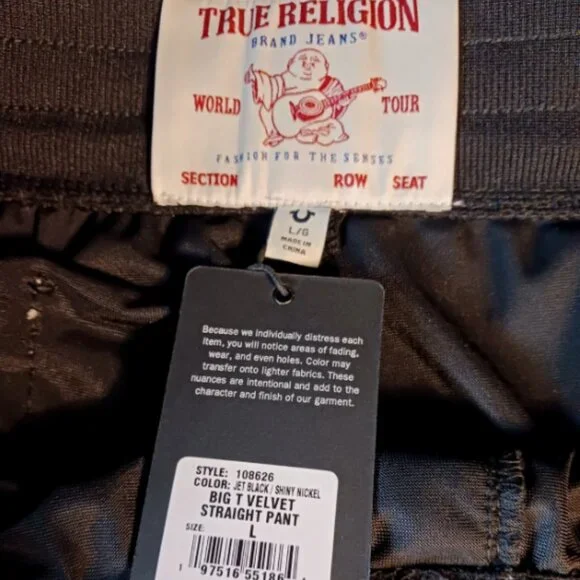 TRUE RELIGION
BRAND JEANS®
WORLD TOUR
FASHION FOR THE SENSES
SECTION ROW SEAT
L/G
MADE IN
CHINA
Because we individually distress each
item, you will notice areas of fading,
wear, and even holes. Color may
transfer onto lighter fabrics. These
nuances are intentional and add to the
character and finish of our garment.
STYLE: 108626
COLOR: JET BLACK / SHINY NICKEL
BIG T VELVET
STRAIGHT PANT
SIZE: L
1 97516 55186